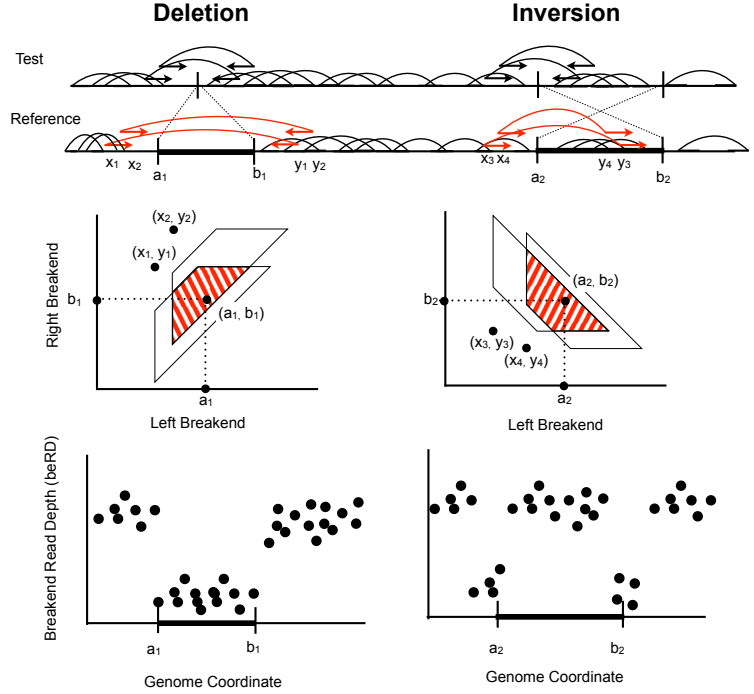 Deletion
Inversion
Test
Reference
x1 x2 a1 b1 y1 y2
x3 x4 a2 y4 y3 b2
Right Breakend
(x2, y2)
(x1, y1)
b1
(a1, b1)
a1
Left Breakend
b2
(a2, b2)
(x3, y3)
(x4, y4)
a2
Left Breakend
Breakend Read Depth (beRD)
a1 b1
Genome Coordinate
a2 b2
Genome Coordinate